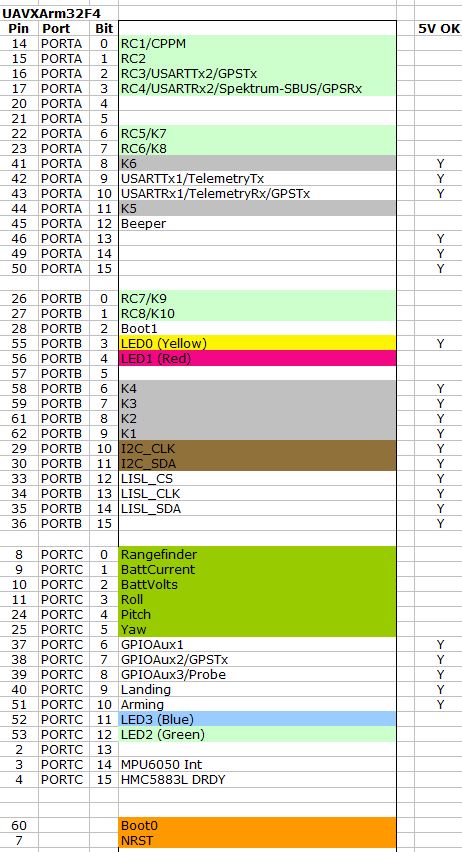 UAVXArm32F4
Pin Port Bit 5V OK
14 PORTA 0 RC1/CPPM
15 PORTA 1 RC2
16 PORTA 2 RC3/USARTTx2/GPSTx
17 PORTA 3 RC4/USARTRx2/Spektrum-SBUS/GPSRx
20 PORTA 4
21 PORTA 5
22 PORTA 6 RC5/K7
23 PORTA 7 RC6/K8
41 PORTA 8 K6 Y
42 PORTA 9 USARTTx1/TelemetryTx Y
43 PORTA 10 USARTRx1/TelemetryRx/GPSTx Y
44 PORTA 11 K5
45 PORTA 12 Beeper
46 PORTA 13 Y
49 PORTA 14 Y
50 PORTA 15 Y
26 PORTB 0 RC7/K9
27 PORTB 1 RC8/K10
28 PORTB 2 Boot1
55 PORTB 3 LED0 (Yellow) Y
56 PORTB 4 LED1 (Red)
57 PORTB 5
58 PORTB 6 K4 Y
59 PORTB 7 K3 Y
61 PORTB 8 K2 Y
62 PORTB 9 K1 Y
29 PORTB 10 I2C_CLK Y
30 PORTB 11 I2C_SDA Y
33 PORTB 12 LISL_CS Y
34 PORTB 13 LISL_CLK Y
35 PORTB 14 LISL_SDA Y
36 PORTB 15 Y
8 PORTC 0 Rangefinder
9 PORTC 1 BattCurrent
10 PORTC 2 BattVolts
11 PORTC 3 Roll
24 PORTC 4 Pitch
25 PORTC 5 Yaw
37 PORTC 6 GPIOAux1 Y
38 PORTC 7 GPIOAux2/GPSTx Y
39 PORTC 8 GPIOAux3/Probe Y
40 PORTC 9 Landing Y
51 PORTC 10 Arming Y
52 PORTC 11 LED3 (Blue)
53 PORTC 12 LED2 (Green)
2 PORTC 13
3 PORTC 14 MPU6050 Int
4 PORTC 15 HMC5883L DRDY
60 Boot0
7 NRST